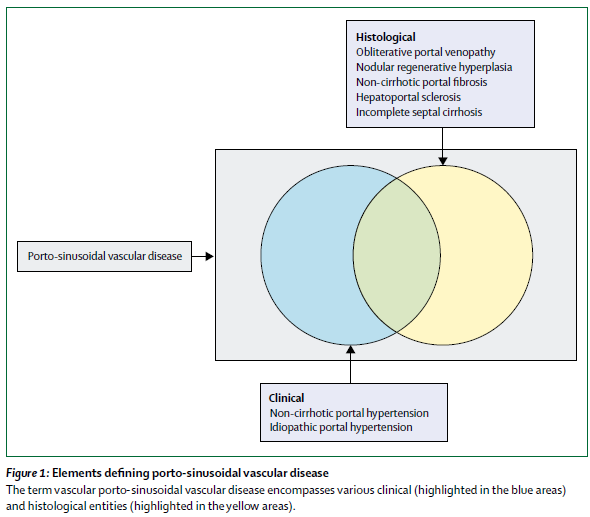 Histological
Obliterative portal venopathy
Nodular regenerative hyperplasia
Non-cirrhotic portal fibrosis
Hepatoportal sclerosis
Incomplete septal cirrhosis
Porto-sinusoidal vascular disease
Clinical
Non-cirrhotic portal hypertension
Idiopathic portal hypertension
Figure 1: Elements defining porto-sinusoidal vascular disease
The term vascular porto-sinusoidal vascular disease encompasses various clinical (highlighted in the blue areas)
and histological entities (highlighted in the yellow areas).